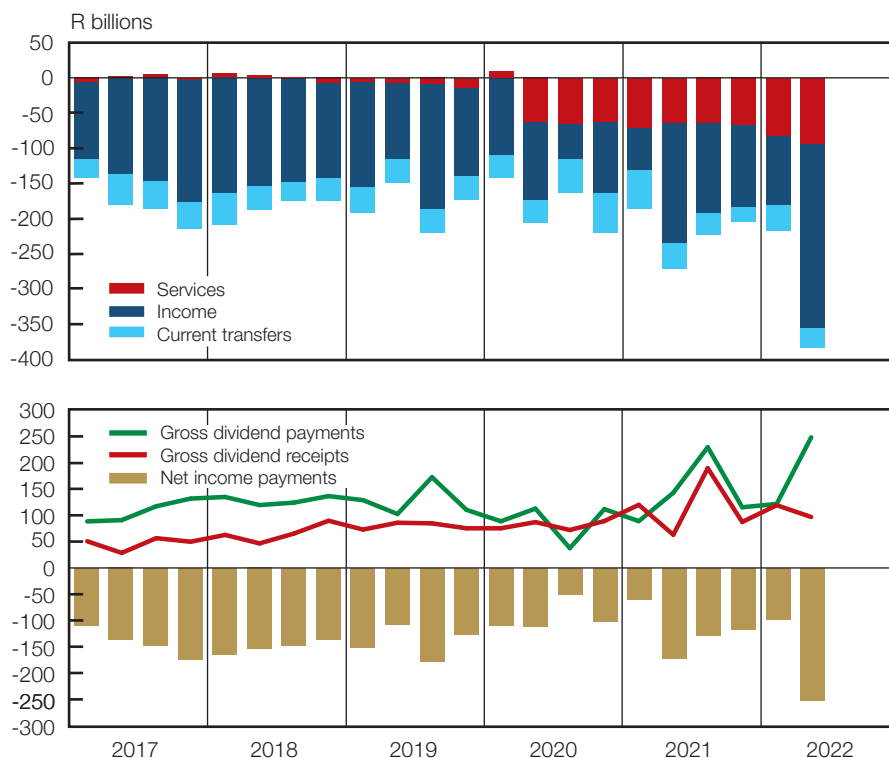 R billions
50
0
-50
-100
-150
-200
-250
-300
-350
-400
Services
Income
Current transfers
300
250
200
150
100
50
0
-50
-100
-150
-200
-250
-300
Gross dividend payments
Gross dividend receipts
Net income payments
2017 2018 2019 2020 2021 2022